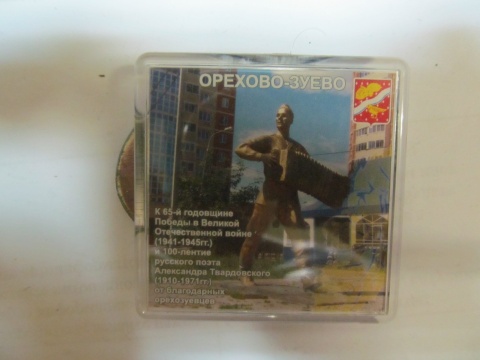 ОРЕХОВО-ЗУЕВО
К 65-й годовщине
Победы в Великой
Отечественной войне
(1941-1945гг.)
и 100-летие
русского поэта
Александра Твардовского
(1910-1971гг.)
от благодарных
орехозуевцев